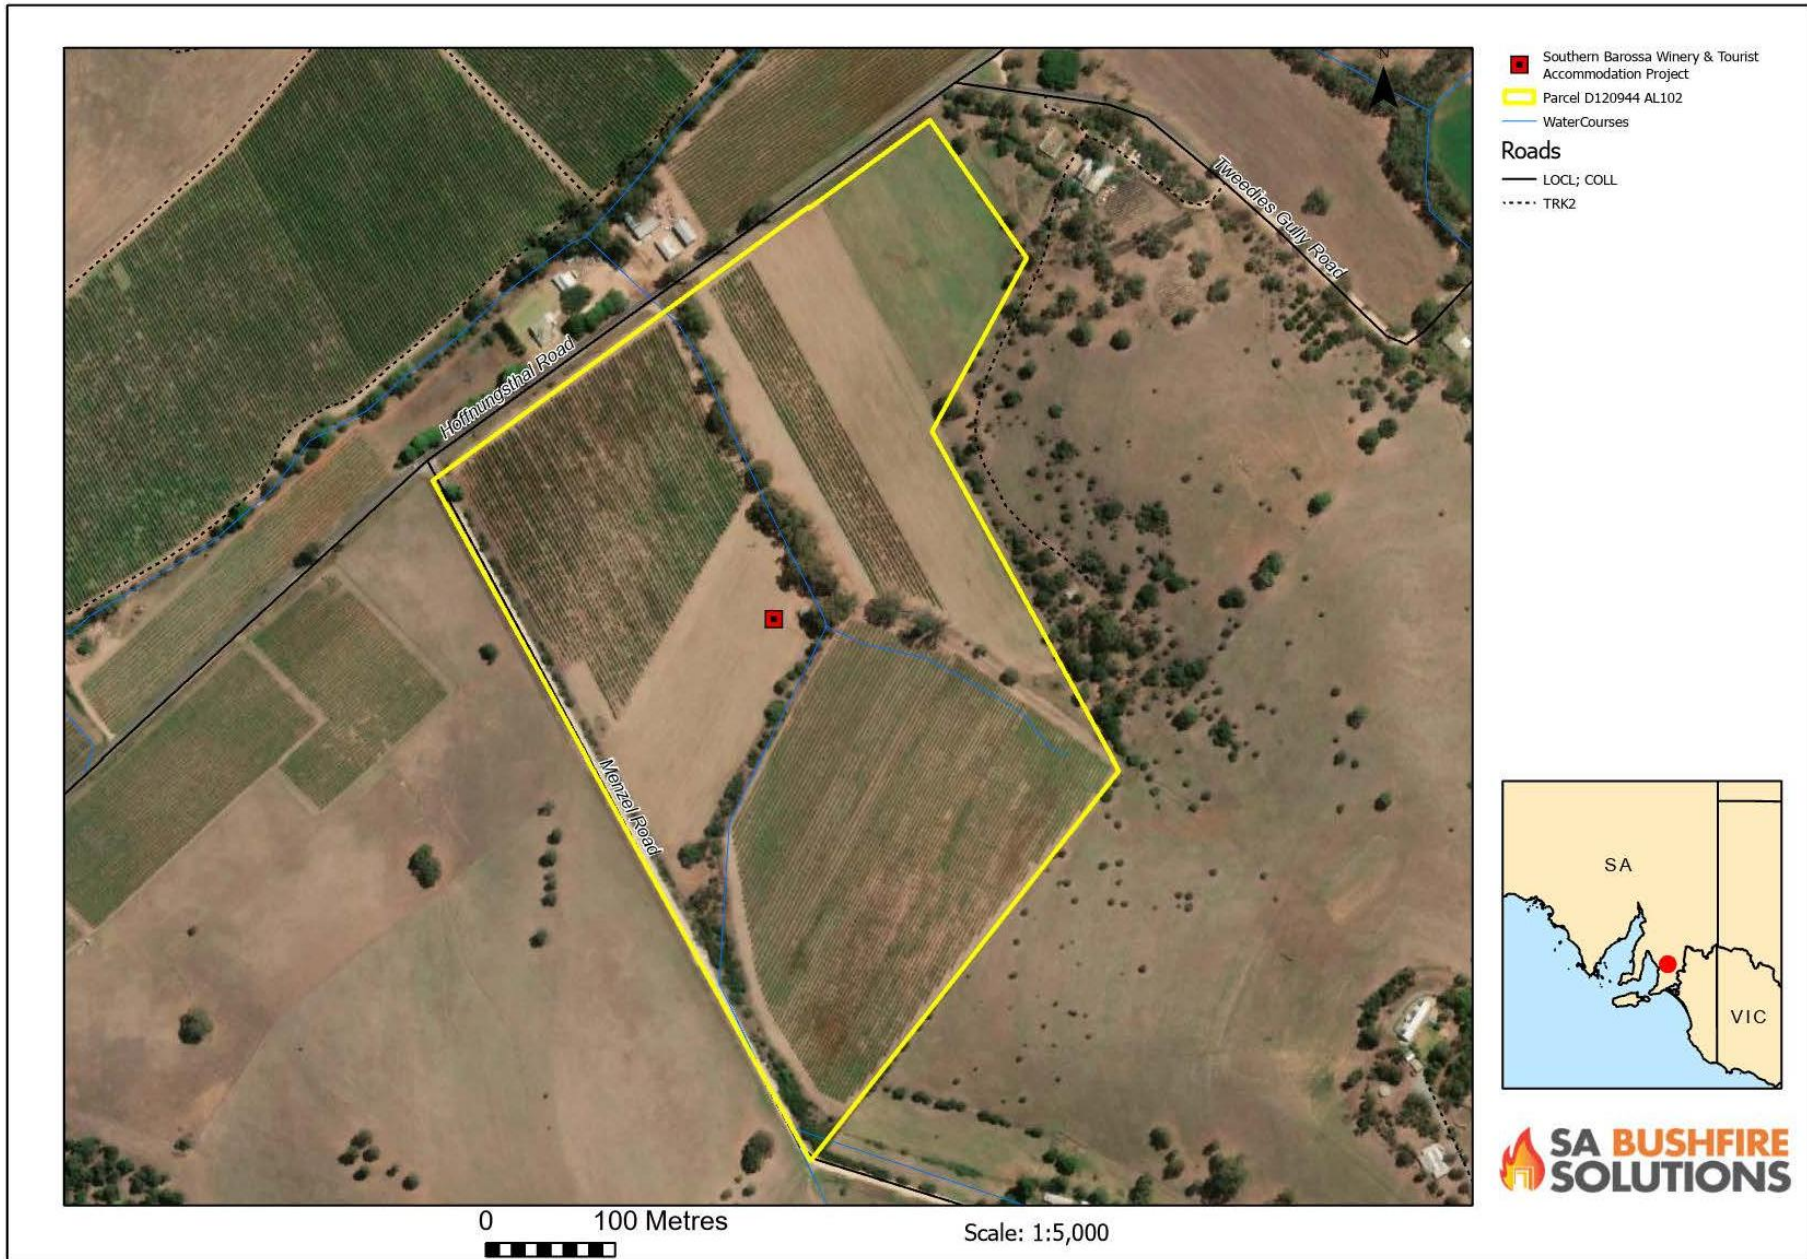 N
Southern Barossa Winery & Tourist
Accommodation Project
Parcel D120944 AL102
WaterCourses
Roads
LOCL; COLL
TRK2
Tweedies Gully Road
Hoffnungsthal Road
Menzel Road
SA
VIC
SA BUSHFIRE
SOLUTIONS
0 100 Metres
Scale: 1:5,000